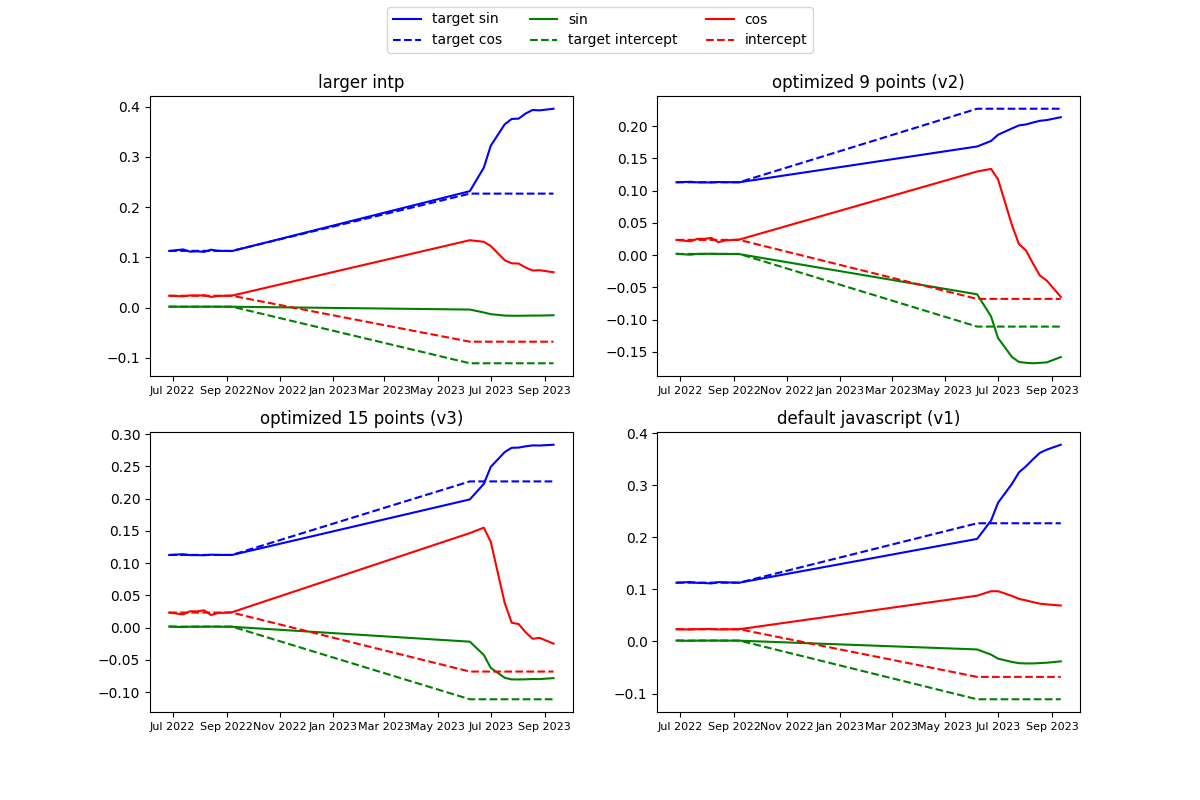 target sin sin cos
target cos target intercept intercept
larger intp
0.4
0.3
0.2
0.1
0.0
−0.1
Jul 2022 Sep 2022 Nov 2022 Jan 2023 Mar 2023 May 2023 Jul 2023 Sep 2023
optimized 9 points (v2)
0.20
0.15
0.10
0.05
0.00
−0.05
−0.10
−0.15
Jul 2022 Sep 2022 Nov 2022 Jan 2023 Mar 2023 May 2023 Jul 2023 Sep 2023
optimized 15 points (v3)
0.30
0.25
0.20
0.15
0.10
0.05
0.00
−0.05
−0.10
Jul 2022 Sep 2022 Nov 2022 Jan 2023 Mar 2023 May 2023 Jul 2023 Sep 2023
default javascript (v1)
0.4
0.3
0.2
0.1
0.0
−0.1
Jul 2022 Sep 2022 Nov 2022 Jan 2023 Mar 2023 May 2023 Jul 2023 Sep 2023